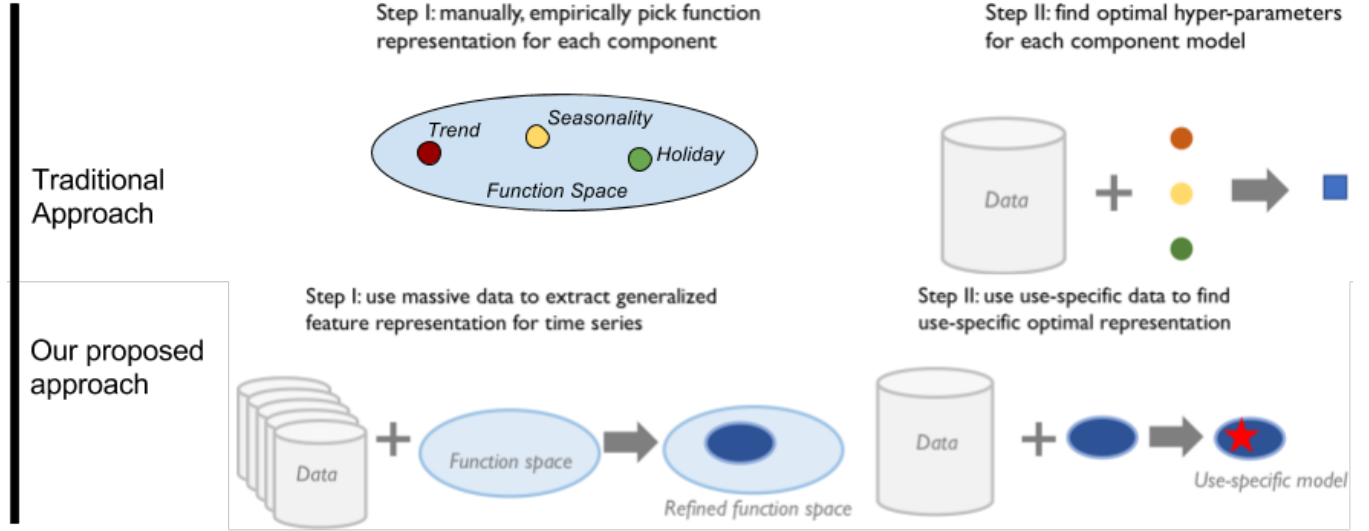 Step I: manually, empirically pick function
representation for each component
Step II: find optimal hyper-parameters
for each component model
Traditional
Approach
Trend
Seasonality
Holiday
Function Space
Data
Step I: use massive data to extract generalized
feature representation for time series
Step II: use use-specific data to find
use-specific optimal representation
Our proposed
approach
Data
Function space
Refined function space
Data
Use-specific model